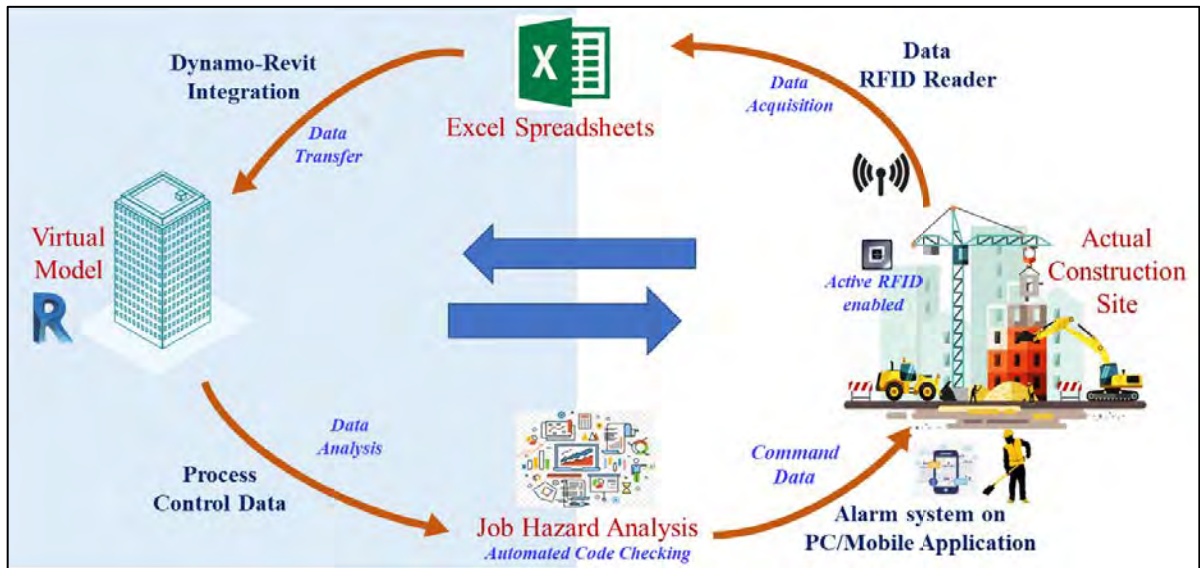 Dynamo-Revit
Integration
Data
Transfer
X
Excel Spreadsheets
Data
RFID Reader
Data
Acquisition
Virtual
Model
R
Active RFID
enabled
Actual
Construction
Site
Data
Analysis
Process
Control Data
Job Hazard Analysis
Automated Code Checking
Command
Data
Alarm system on
PC/Mobile Application